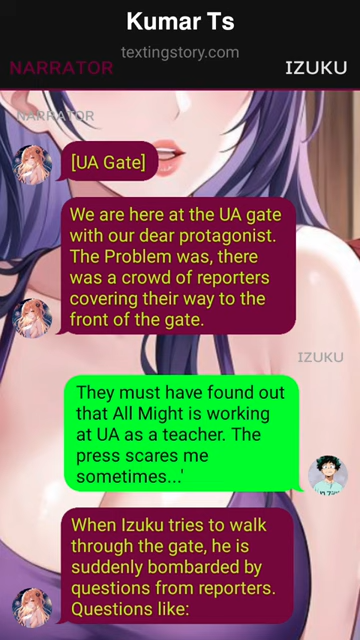 Kumar Ts
textingstory.com
NARRATOR IZUKU
NARRATOR
[UA Gate]
We are here at the UA gate
with our dear protagonist.
The Problem was, there
was a crowd of reporters
covering their way to the
front of the gate.
IZUKU
They must have found out
that All Might is working
at UA as a teacher. The
press scares me
sometimes...'
When Izuku tries to walk
through the gate, he is
suddenly bombarded by
questions from reporters.
Questions like: